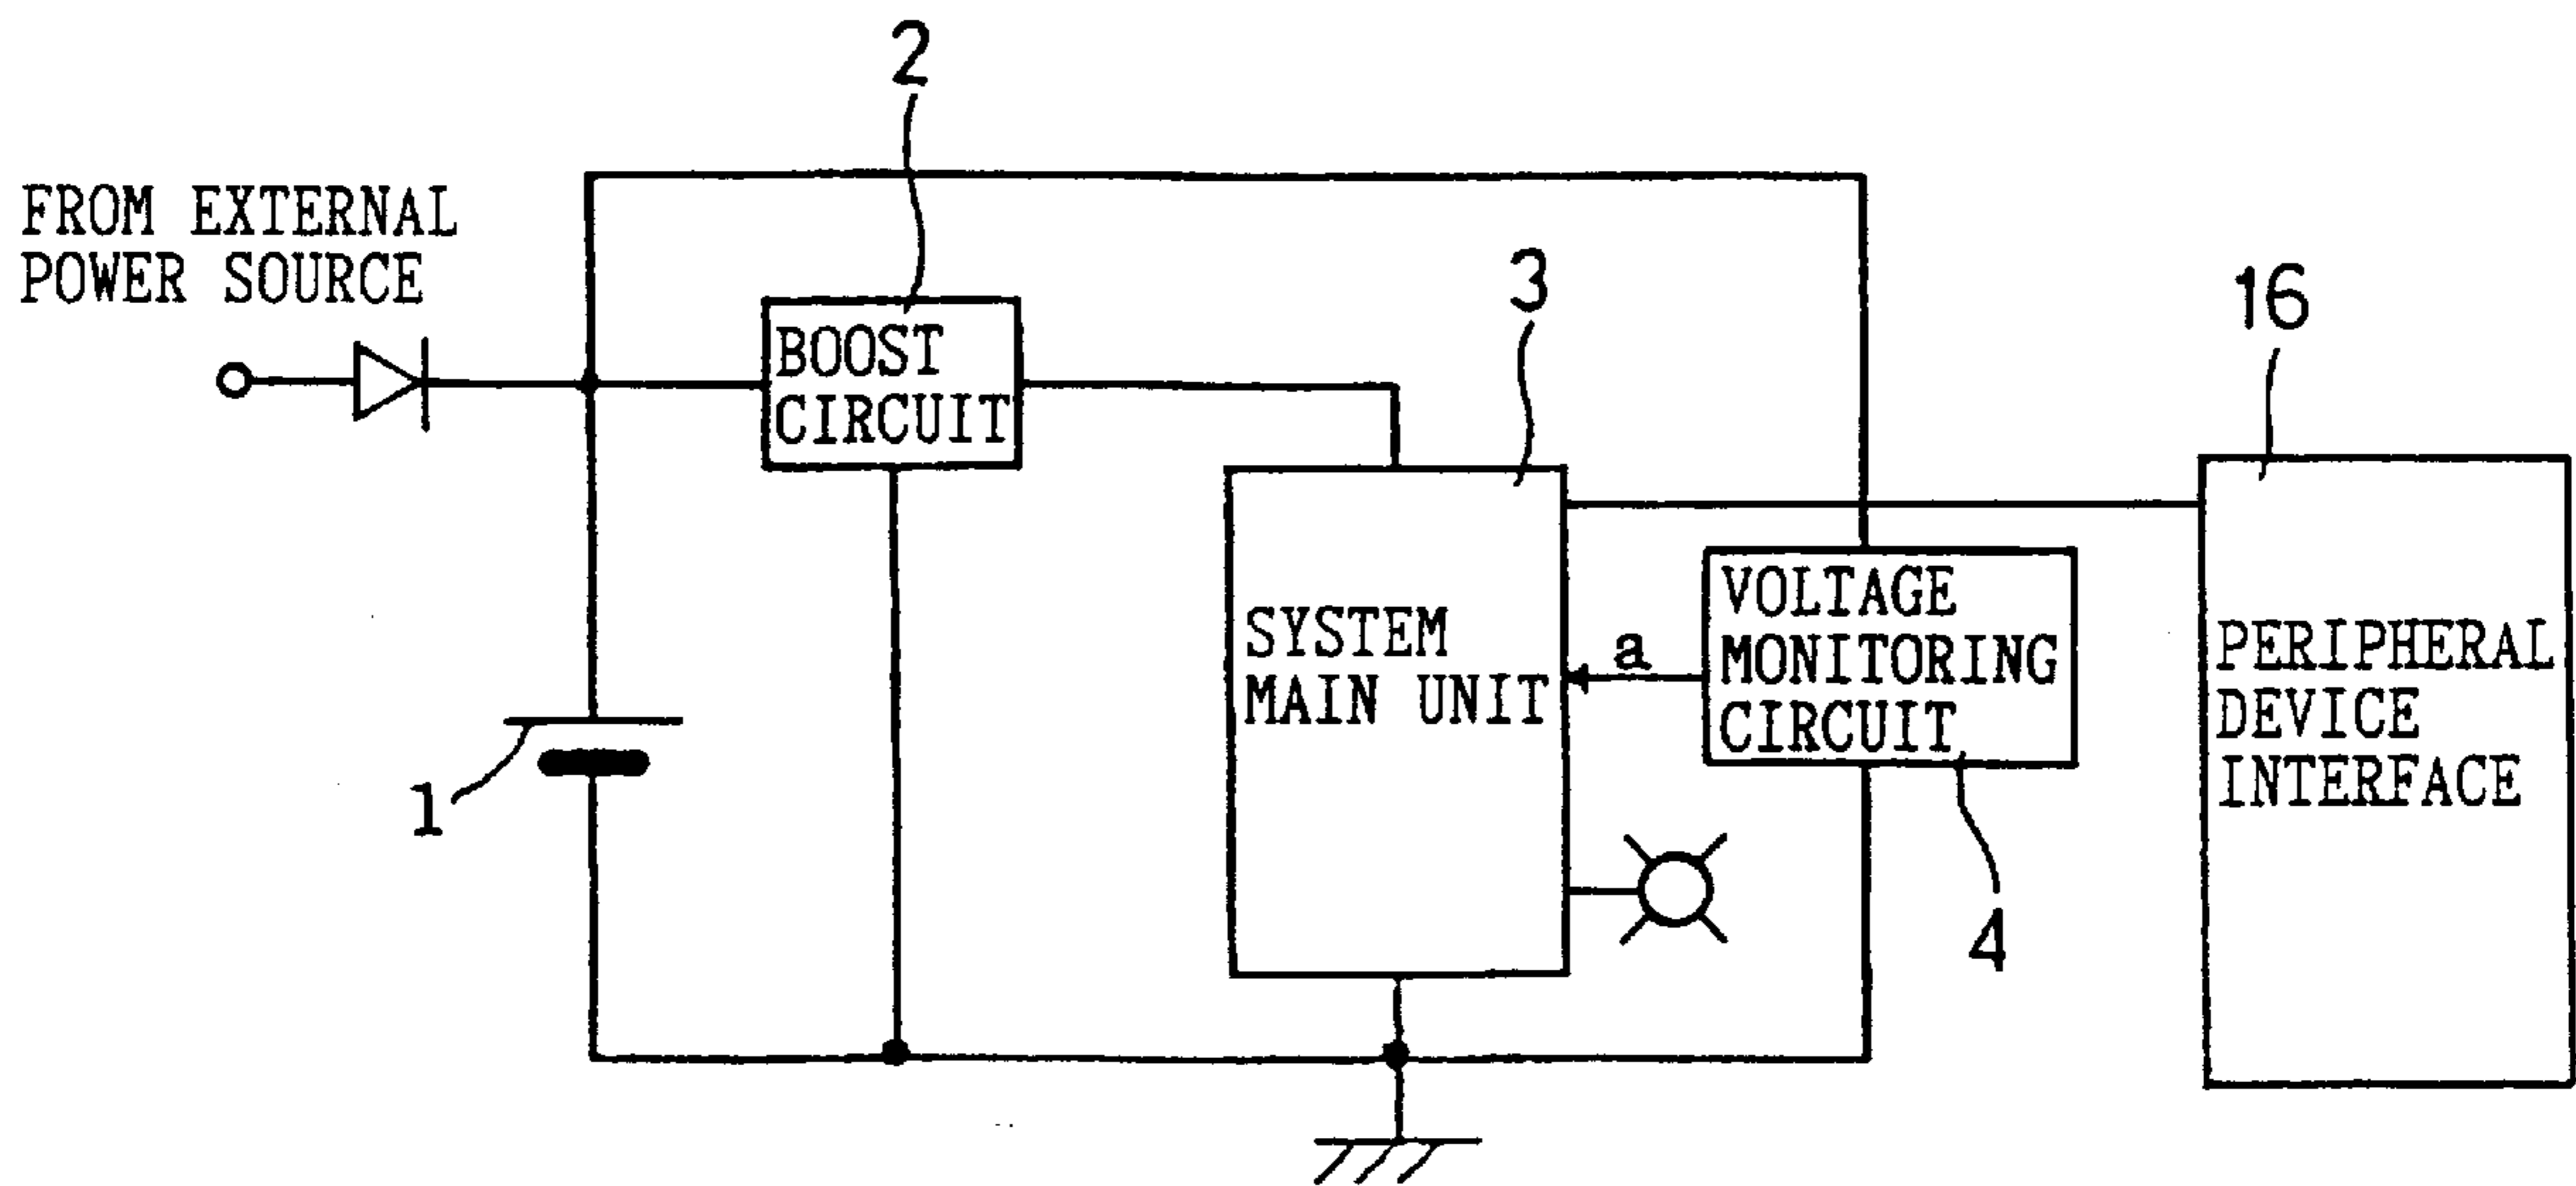 2
FROM EXTERNAL
POWER SOURCE
BOOST
CIRCUIT
3
16
SYSTEM
MAIN UNIT
a
VOLTAGE
MONITORING
CIRCUIT
PERIPHERAL
DEVICE
INTERFACE
1
4